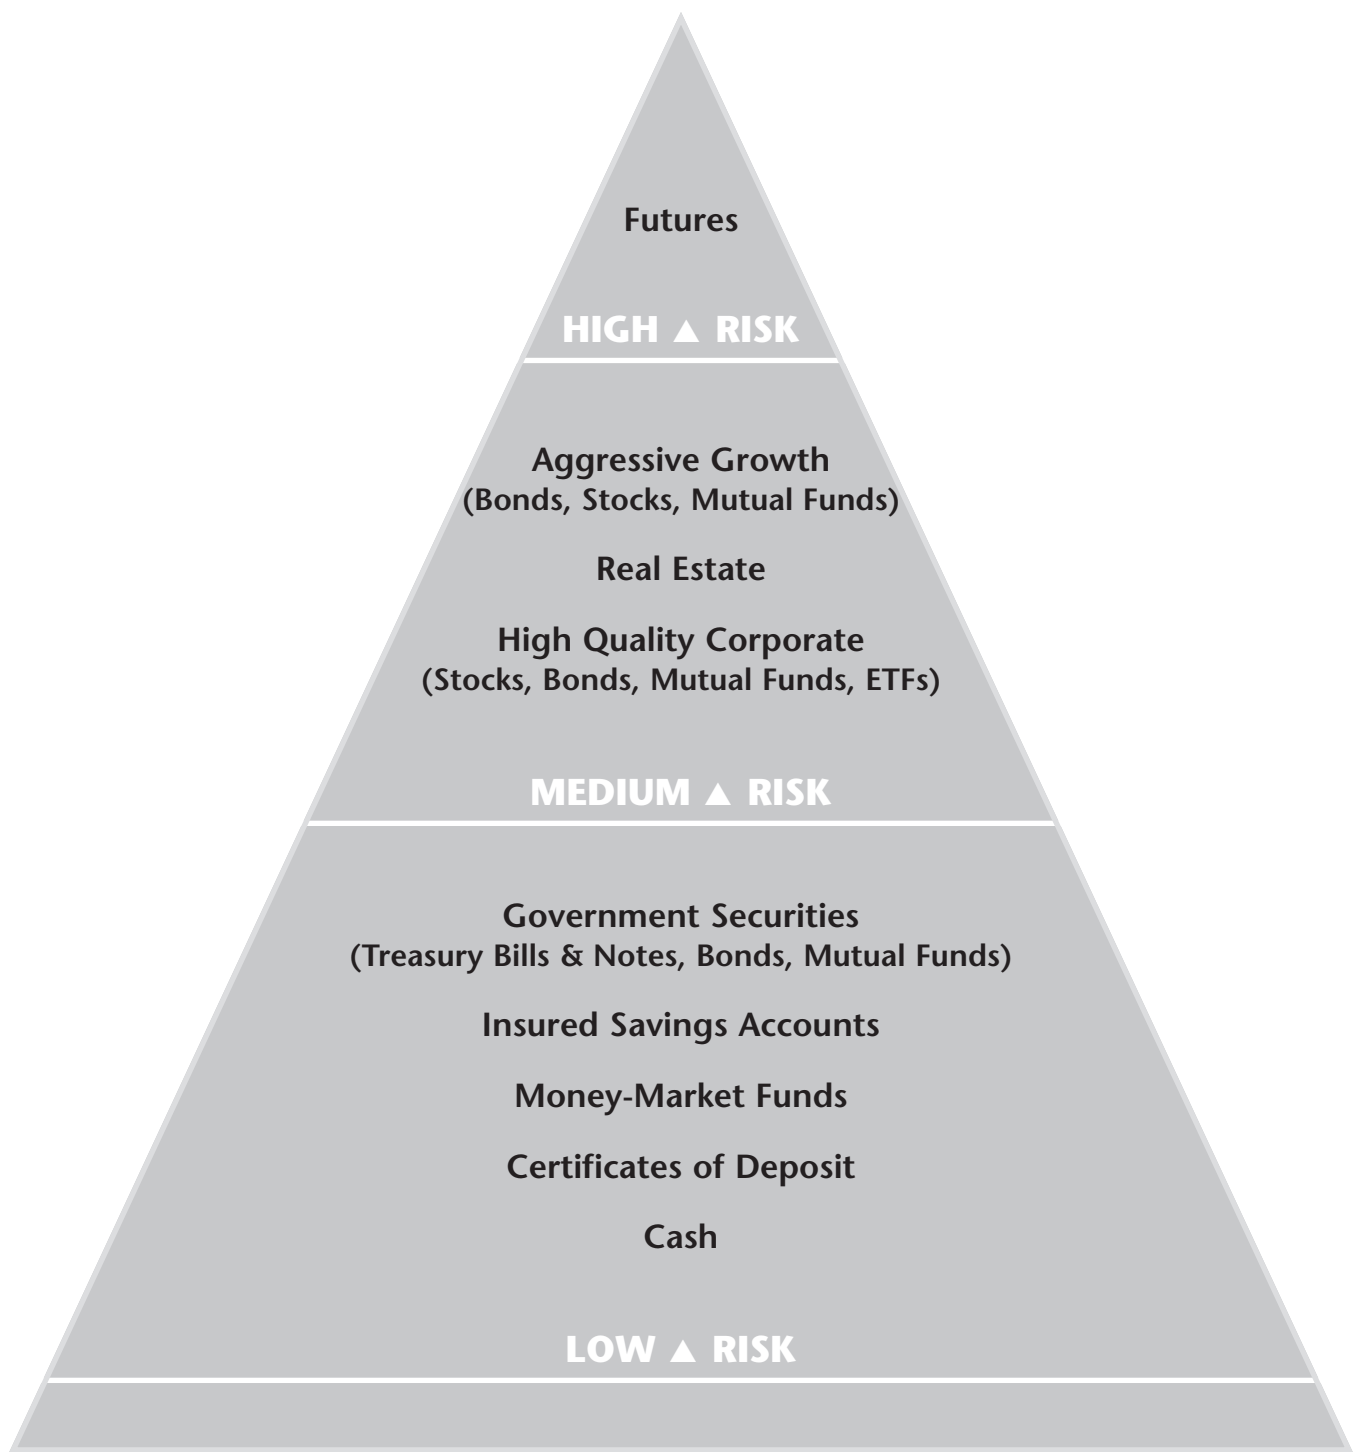 Futures
HIGH ▲ RISK
Aggressive Growth
(Bonds, Stocks, Mutual Funds)
Real Estate
High Quality Corporate
(Stocks, Bonds, Mutual Funds, ETFs)
MEDIUM ▲ RISK
Government Securities
(Treasury Bills & Notes, Bonds, Mutual Funds)
Insured Savings Accounts
Money-Market Funds
Certificates of Deposit
Cash
LOW ▲ RISK